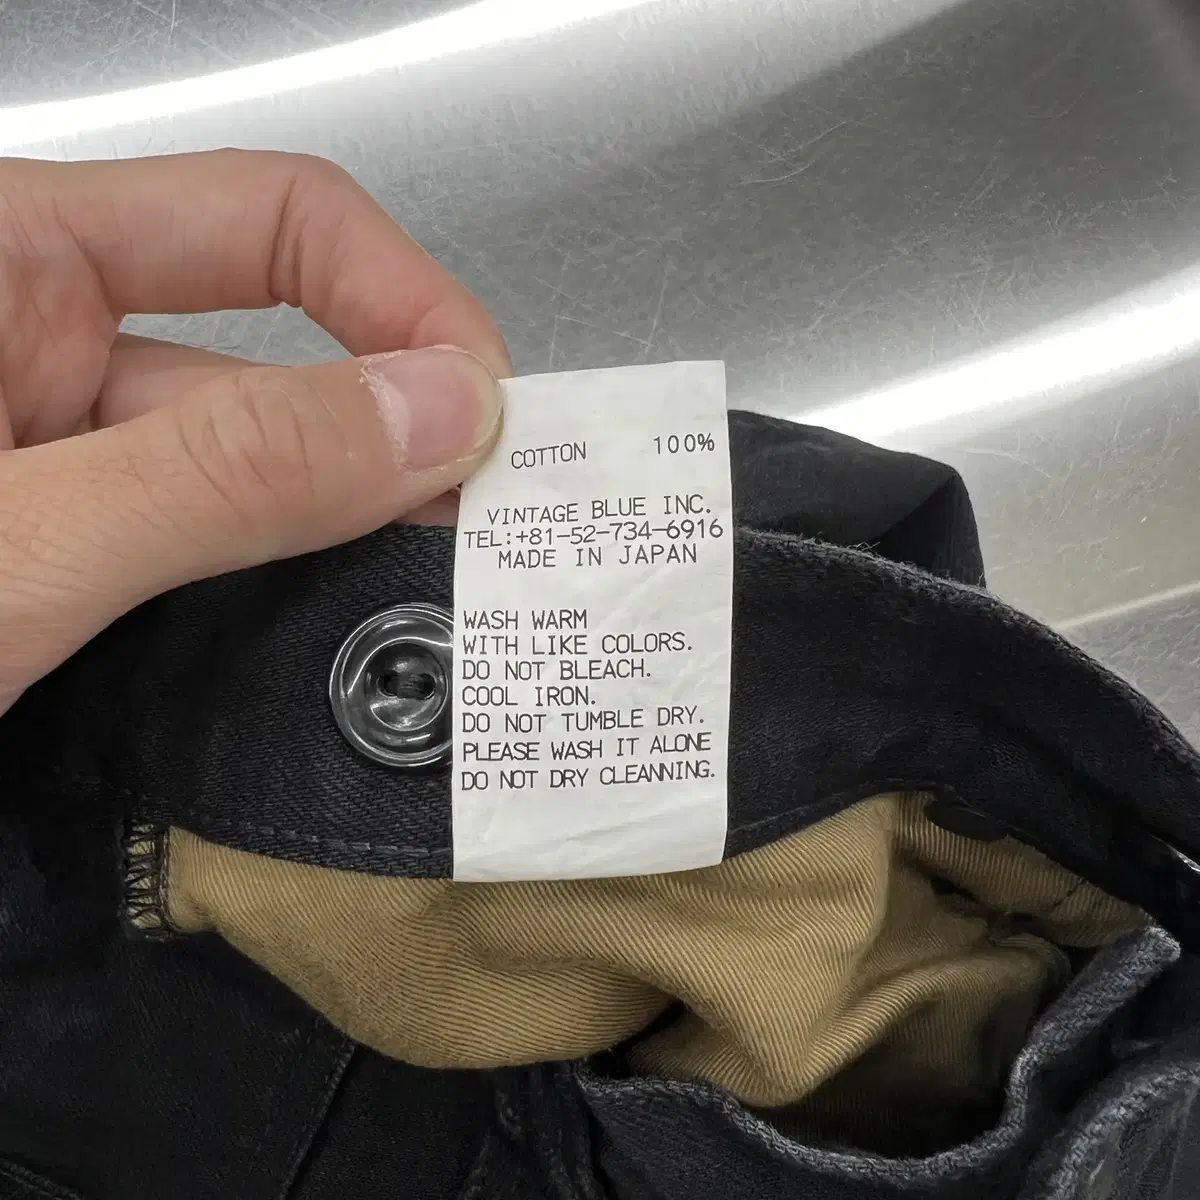 COTTON 100%
VINTAGE BLUE INC.
TEL:+81-52-734-6916
MADE IN JAPAN
WASH WARM
WITH LIKE COLORS.
DO NOT BLEACH.
COOL IRON.
DO NOT TUMBLE DRY.
PLEASE WASH IT ALONE
DO NOT DRY CLEANNING.